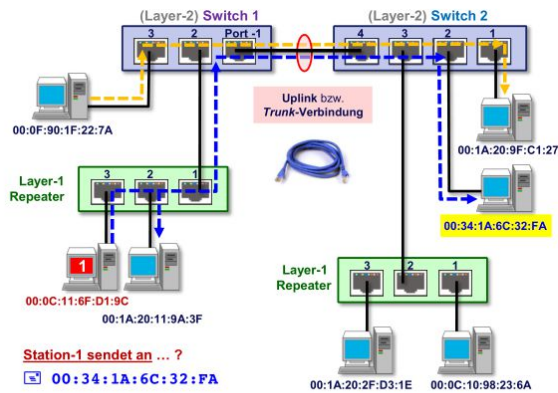 (Layer-2) Switch 1
(Layer-2) Switch 2
3 2 Port -1
4 3 2 1
Uplink bzw.
Trunk-Verbindung
00:0F:90:1F:22:7A
00:1A:20:9F:C1:27
Layer-1
Repeater
3 2 1
00:34:1A:6C:32:FA
1
00:0C:11:6F:D1:9C
00:1A:20:11:9A:3F
Layer-1
Repeater
3 2 1
Station-1 sendet an ... ?
00:34:1A:6C:32:FA
00:1A:20:2F:D3:1E
00:0C:10:98:23:6A